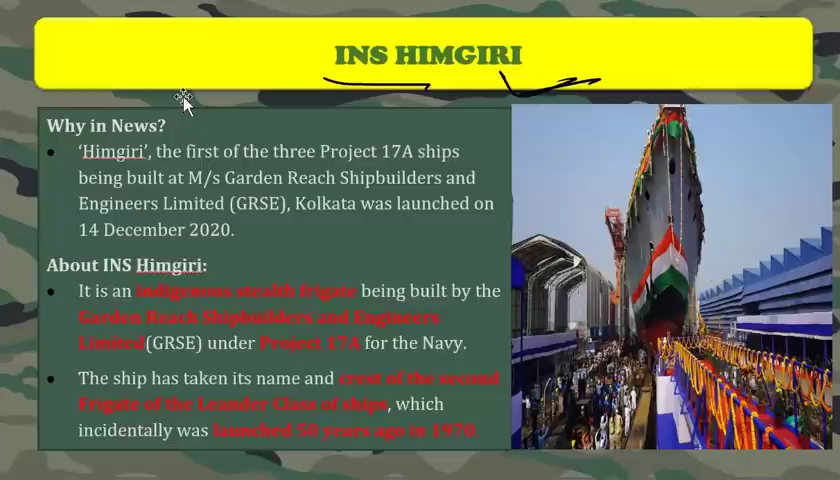 INS HIMGIRI
Why in News?
• 'Himgiri', the first of the three Project 17A ships
being built at M/s Garden Reach Shipbuilders and
Engineers Limited (GRSE), Kolkata was launched on
14 December 2020.
About INS Himgiri:
• It is an indigenous stealth frigate being built by the
Garden Reach Shipbuilders and Engineers
Limited(GRSE) under Project 17A for the Navy.
• The ship has taken its name and crest of the second
Frigate of the Leander Class of ships, which
incidentally was launched 50 years ago in 1970.